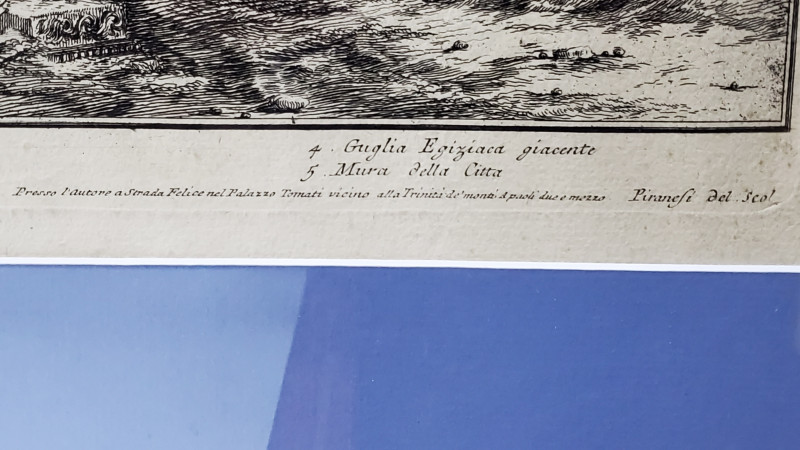 4. Guglia Egiziaca giacente
5. Mura della Citta
Presso l'autore a Strada Felice nel Palazzo Tomati vicino alla Trinità de' monti. A paoli due e mezzo Piranesi del. scol.